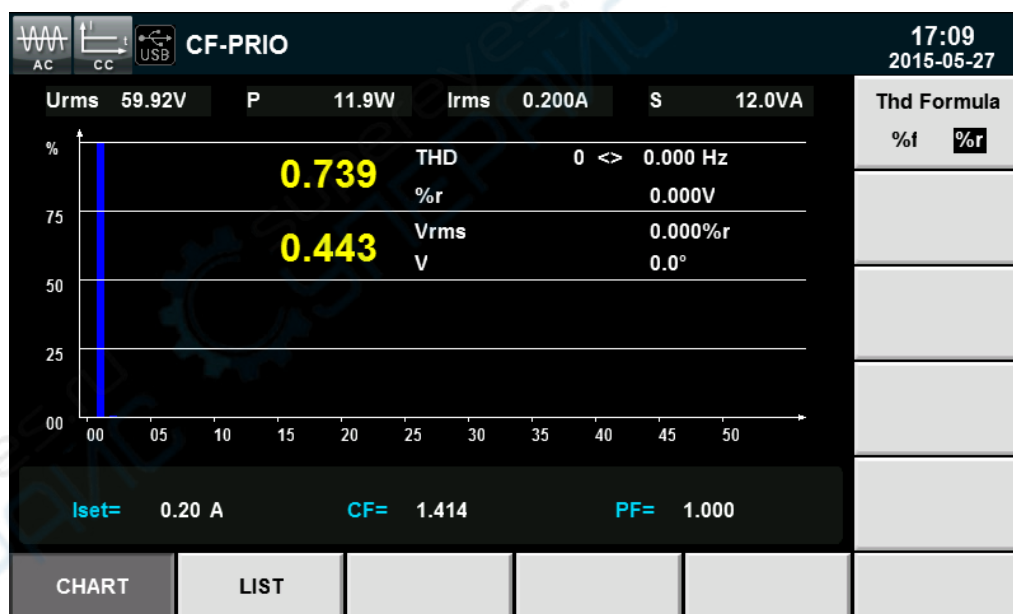 AC CC USB CF-PRIO 17:09
2015-05-27
Urms 59.92V P 11.9W Irms 0.200A S 12.0VA
Thd Formula
%f %r
%
0.739 THD 0 <> 0.000 Hz
%r 0.000V
75
0.443 Vrms 0.000%r
V 0.0°
50
25
00
00 05 10 15 20 25 30 35 40 45 50
Iset= 0.20 A CF= 1.414 PF= 1.000
CHART LIST